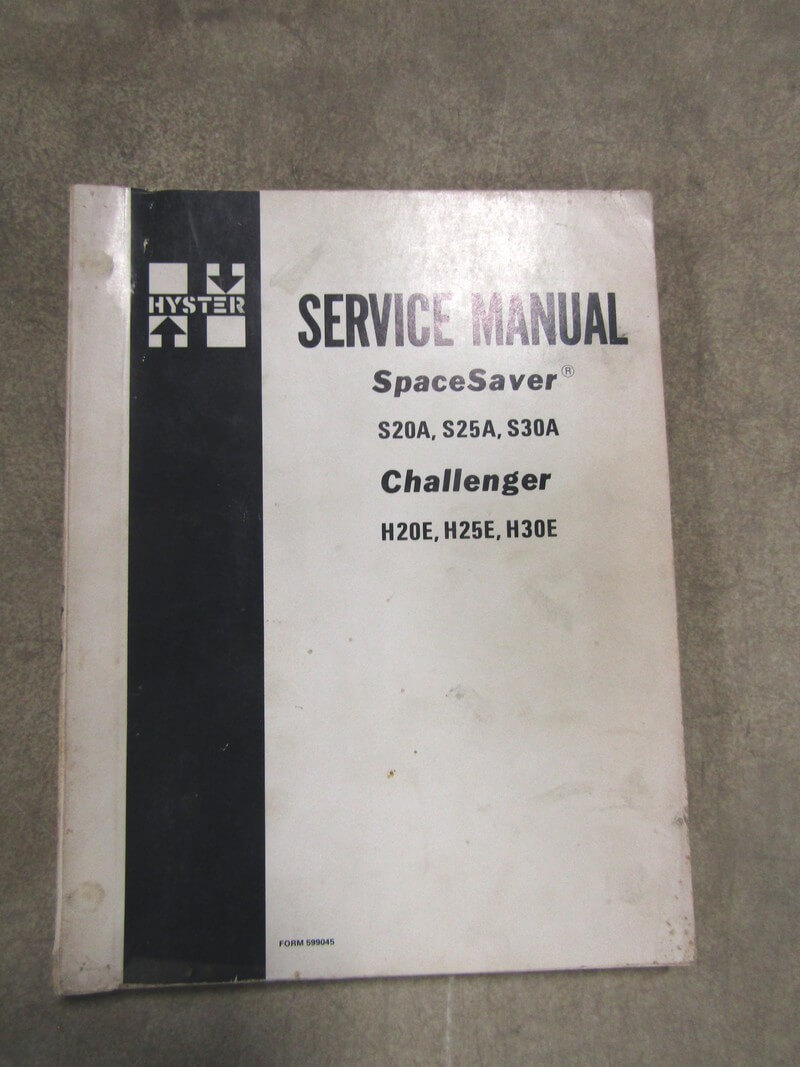 HYSTER
SERVICE MANUAL
SpaceSaver®
S20A, S25A, S30A
Challenger
H20E, H25E, H30E
FORM 599045